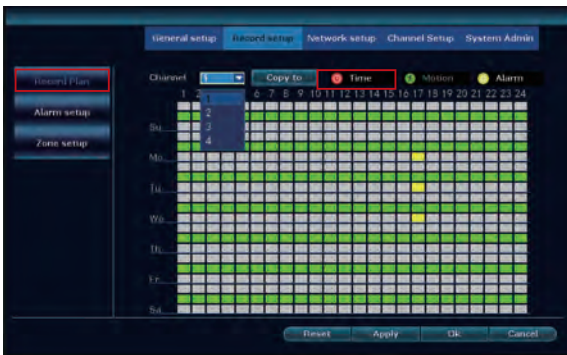 General setup Record setup Network setup Channel Setup System Admin
Record Plan
Alarm setup
Zone setup
Channel Copy to Time Motion Alarm
1 2 6 7 8 9 10 11 12 13 14 15 16 17 18 19 20 21 22 23 24
1
2
3
4
Su
Mo
Tu
We
Th
Fr
Sa
Reset Apply Ok Cancel